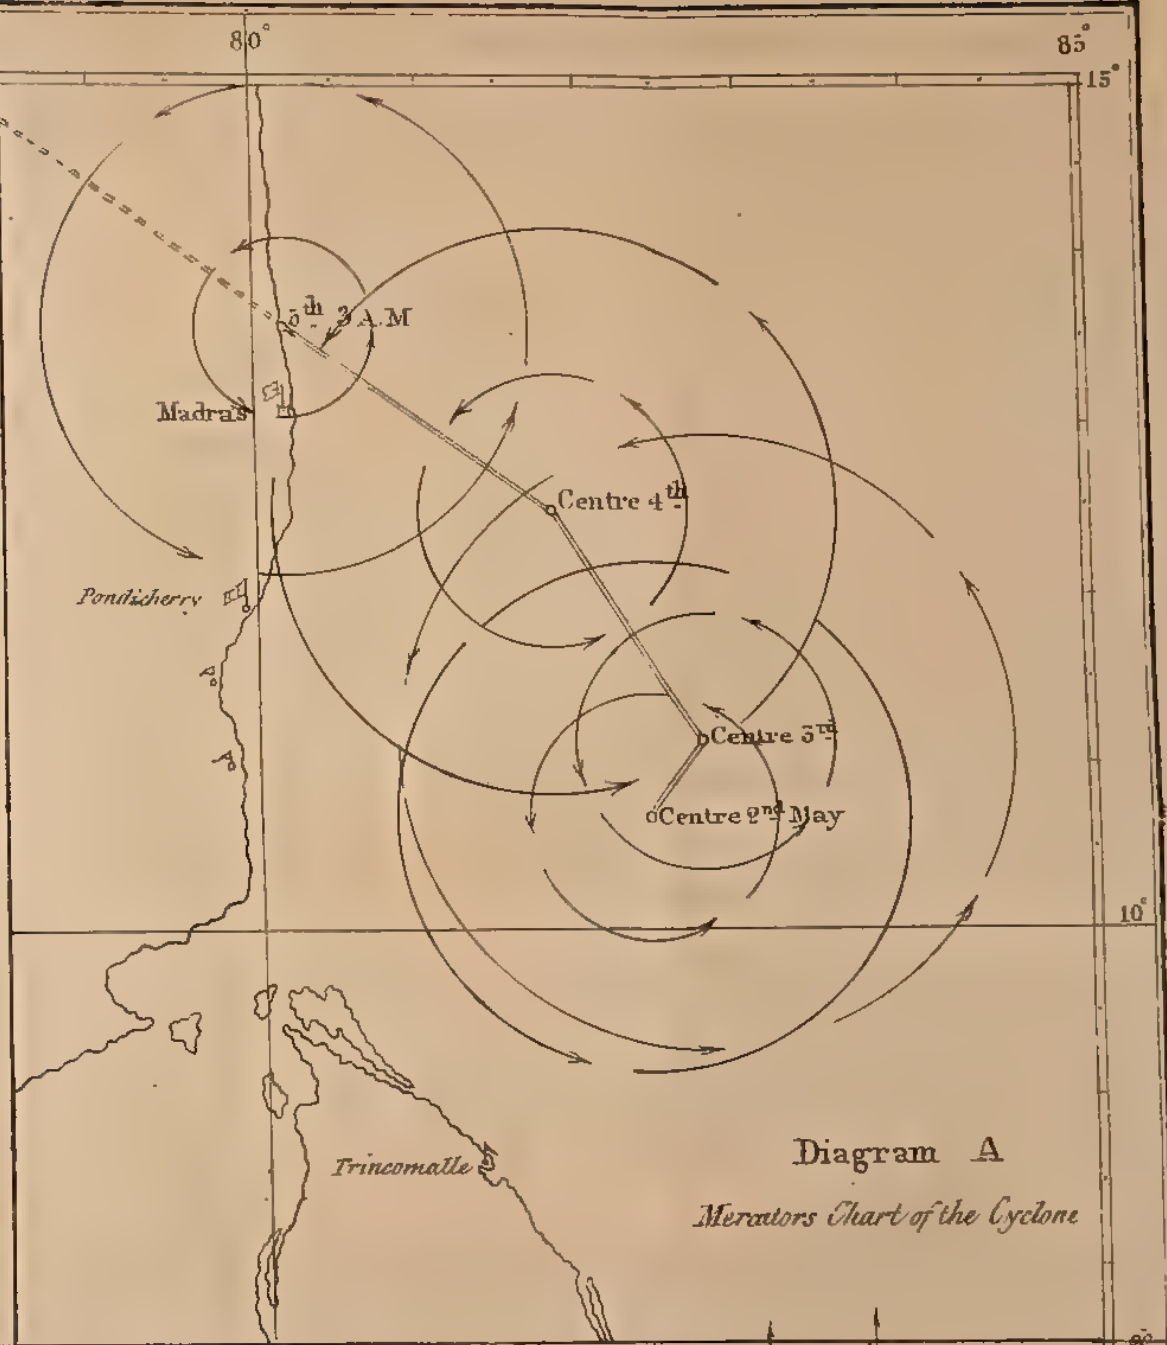 80°
85°
15°
5th 3 A.M
Madras
Centre 4th
Pondicherry
Centre 3rd
Centre 2nd May
10°
Trincomalle
Diagram A
Mercators Chart of the Cyclone